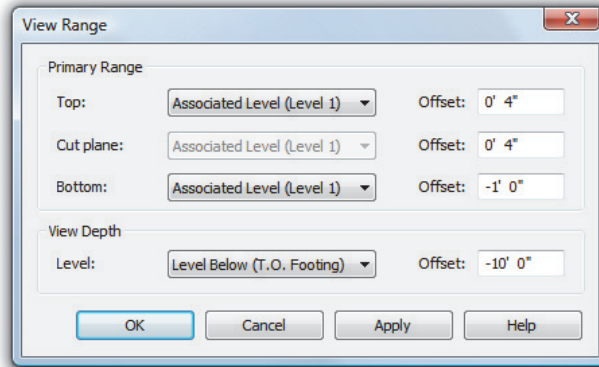 View Range
Primary Range
Top: Associated Level (Level 1) Offset: 0' 4"
Cut plane: Associated Level (Level 1) Offset: 0' 4"
Bottom: Associated Level (Level 1) Offset: -1' 0"
View Depth
Level: Level Below (T.O. Footing) Offset: -10' 0"
OK Cancel Apply Help